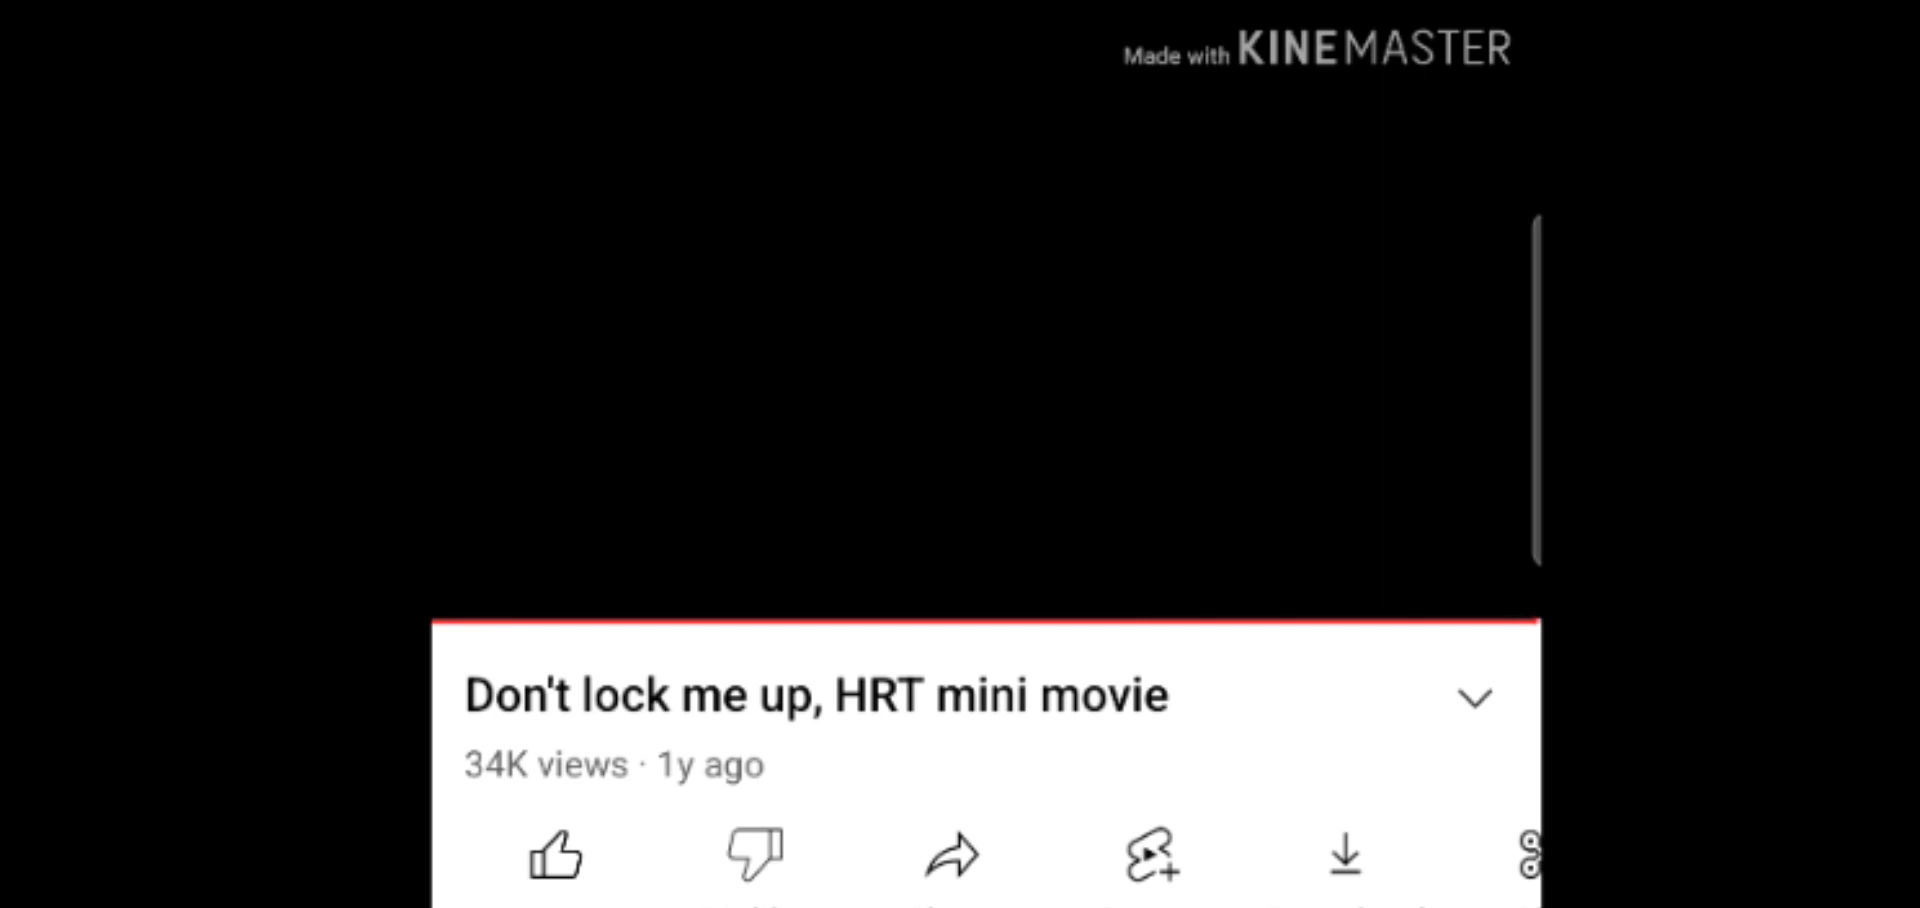 Made with KINEMASTER
Don't lock me up, HRT mini movie
34K views · 1y ago